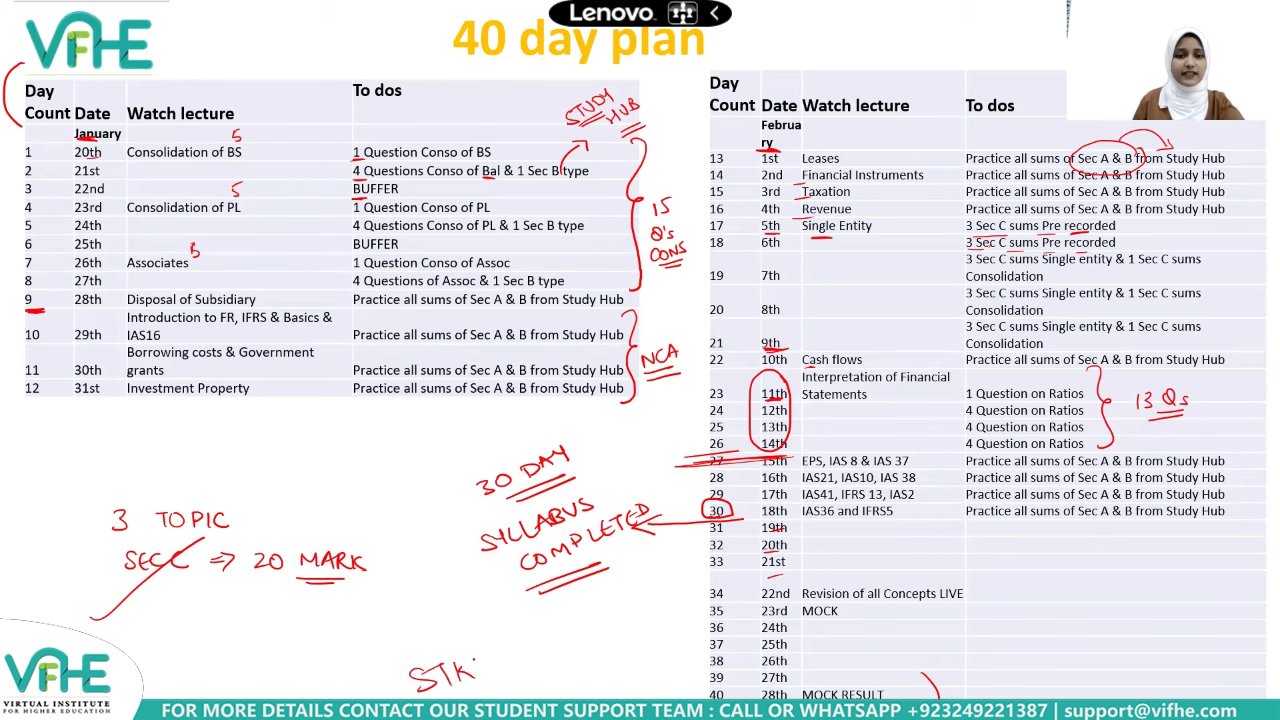 Lenovo
VIFHE
40 day plan
Day Count Date Watch lecture To dos
January
1 20th Consolidation of BS 1 Question Conso of BS
2 21st 4 Questions Conso of Bal & 1 Sec B type
3 22nd BUFFER
4 23rd Consolidation of PL 1 Question Conso of PL
5 24th 4 Questions Conso of PL & 1 Sec B type
6 25th BUFFER
7 26th Associates 1 Question Conso of Assoc
8 27th 4 Questions of Assoc & 1 Sec B type
9 28th Disposal of Subsidiary Practice all sums of Sec A & B from Study Hub
10 29th Introduction to FR, IFRS & Basics & IAS16 Practice all sums of Sec A & B from Study Hub
11 30th Borrowing costs & Government grants Practice all sums of Sec A & B from Study Hub
12 31st Investment Property Practice all sums of Sec A & B from Study Hub
5
5
STUDY HUB
15 Q's CONS
NCA
3 TOPIC
SEC C ⇒ 20 MARK
30 DAY
SYLLABUS
COMPLETED
STK
Day Count Date Watch lecture To dos
February
13 1st Leases Practice all sums of Sec A & B from Study Hub
14 2nd Financial Instruments Practice all sums of Sec A & B from Study Hub
15 3rd Taxation Practice all sums of Sec A & B from Study Hub
16 4th Revenue Practice all sums of Sec A & B from Study Hub
17 5th Single Entity 3 Sec C sums Pre recorded
18 6th 3 Sec C sums Pre recorded
19 7th 3 Sec C sums Single entity & 1 Sec C sums Consolidation
20 8th 3 Sec C sums Single entity & 1 Sec C sums Consolidation
21 9th 3 Sec C sums Single entity & 1 Sec C sums Consolidation
22 10th Cash flows Practice all sums of Sec A & B from Study Hub
23 11th Interpretation of Financial Statements 1 Question on Ratios
24 12th 4 Question on Ratios
25 13th 4 Question on Ratios
26 14th 4 Question on Ratios
27 15th EPS, IAS 8 & IAS 37 Practice all sums of Sec A & B from Study Hub
28 16th IAS21, IAS10, IAS 38 Practice all sums of Sec A & B from Study Hub
29 17th IAS41, IFRS 13, IAS2 Practice all sums of Sec A & B from Study Hub
30 18th IAS36 and IFRS5 Practice all sums of Sec A & B from Study Hub
31 19th
32 20th
33 21st
34 22nd Revision of all Concepts LIVE
35 23rd MOCK
36 24th
37 25th
38 26th
39 27th
40 28th MOCK RESULT
13 Qs
VIFHE
VIRTUAL INSTITUTE
FOR HIGHER EDUCATION
FOR MORE DETAILS CONTACT OUR STUDENT SUPPORT TEAM : CALL OR WHATSAPP +923249221387 | support@vifhe.com